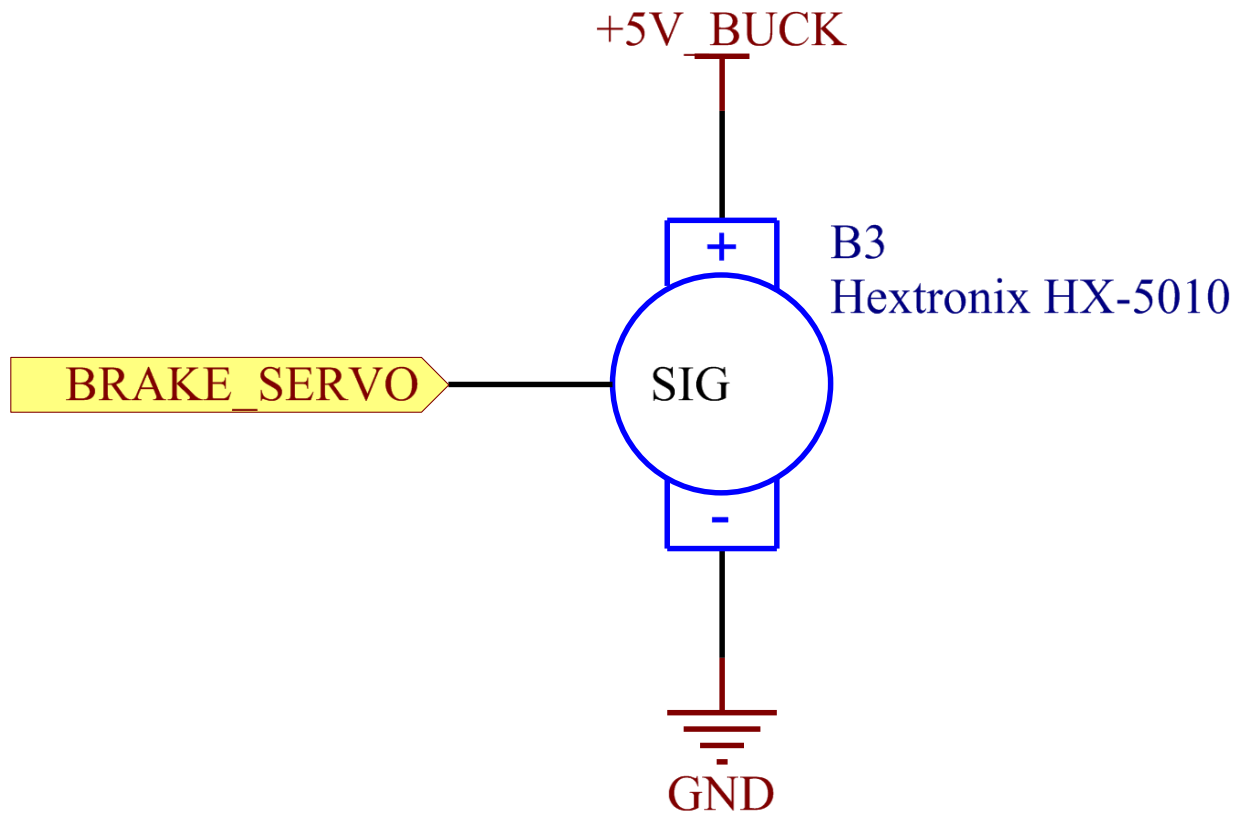 +5V_BUCK
+
B3
Hextronix HX-5010
BRAKE_SERVO
SIG
-
GND